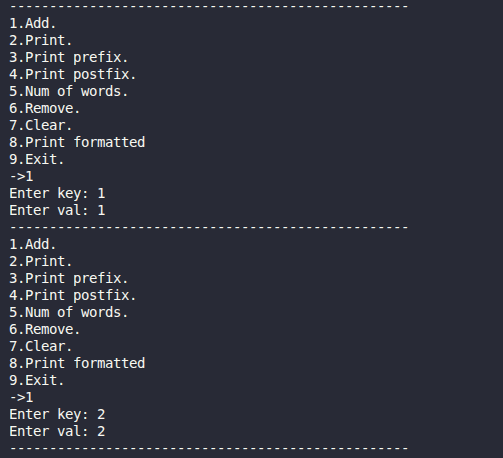 --------------------------------------------------
1.Add.
2.Print.
3.Print prefix.
4.Print postfix.
5.Num of words.
6.Remove.
7.Clear.
8.Print formatted
9.Exit.
->1
Enter key: 1
Enter val: 1
--------------------------------------------------
1.Add.
2.Print.
3.Print prefix.
4.Print postfix.
5.Num of words.
6.Remove.
7.Clear.
8.Print formatted
9.Exit.
->1
Enter key: 2
Enter val: 2
--------------------------------------------------